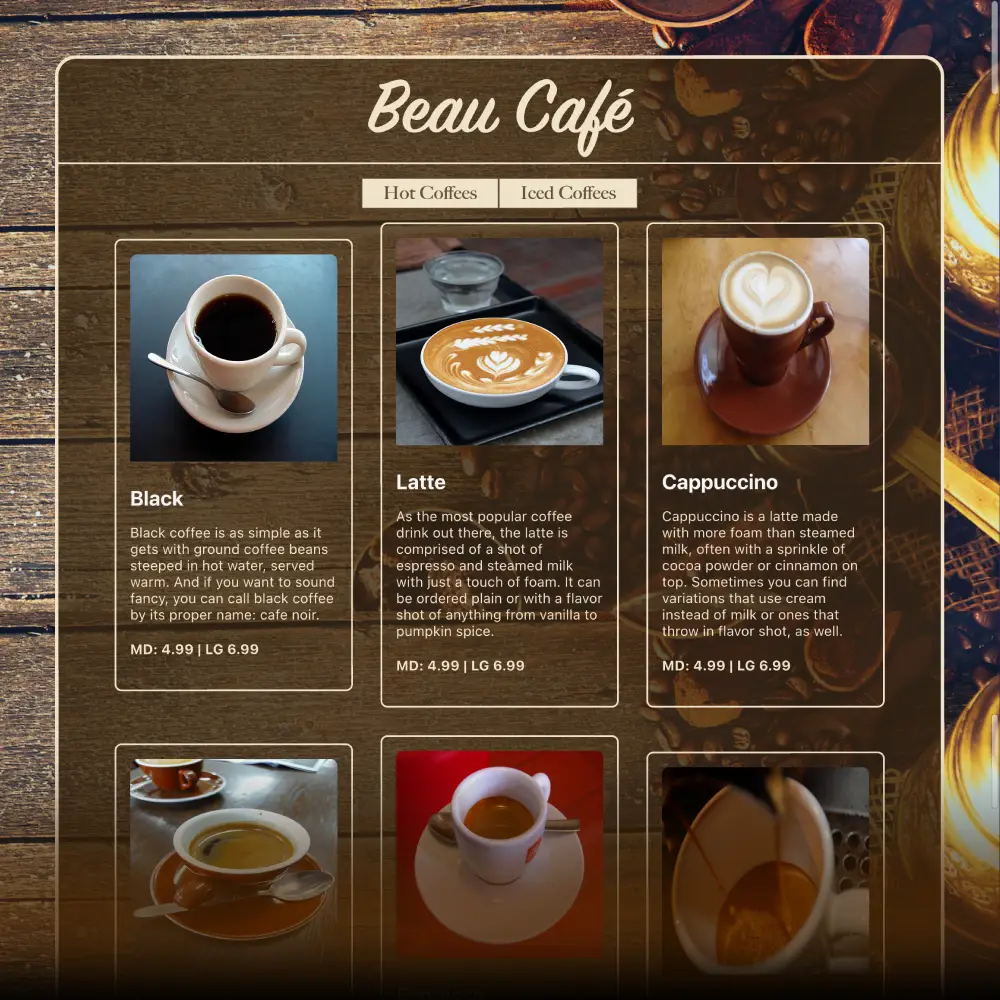 Beau Café
Hot Coffees
Iced Coffees
Black
Black coffee is as simple as it
gets with ground coffee beans
steeped in hot water, served
warm. And if you want to sound
fancy, you can call black coffee
by its proper name: cafe noir.
MD: 4.99 | LG 6.99
Latte
As the most popular coffee
drink out there, the latte is
comprised of a shot of
espresso and steamed milk
with just a touch of foam. It can
be ordered plain or with a flavor
shot of anything from vanilla to
pumpkin spice.
MD: 4.99 | LG 6.99
Cappuccino
Cappuccino is a latte made
with more foam than steamed
milk, often with a sprinkle of
cocoa powder or cinnamon on
top. Sometimes you can find
variations that use cream
instead of milk or ones that
throw in flavor shot, as well.
MD: 4.99 | LG 6.99